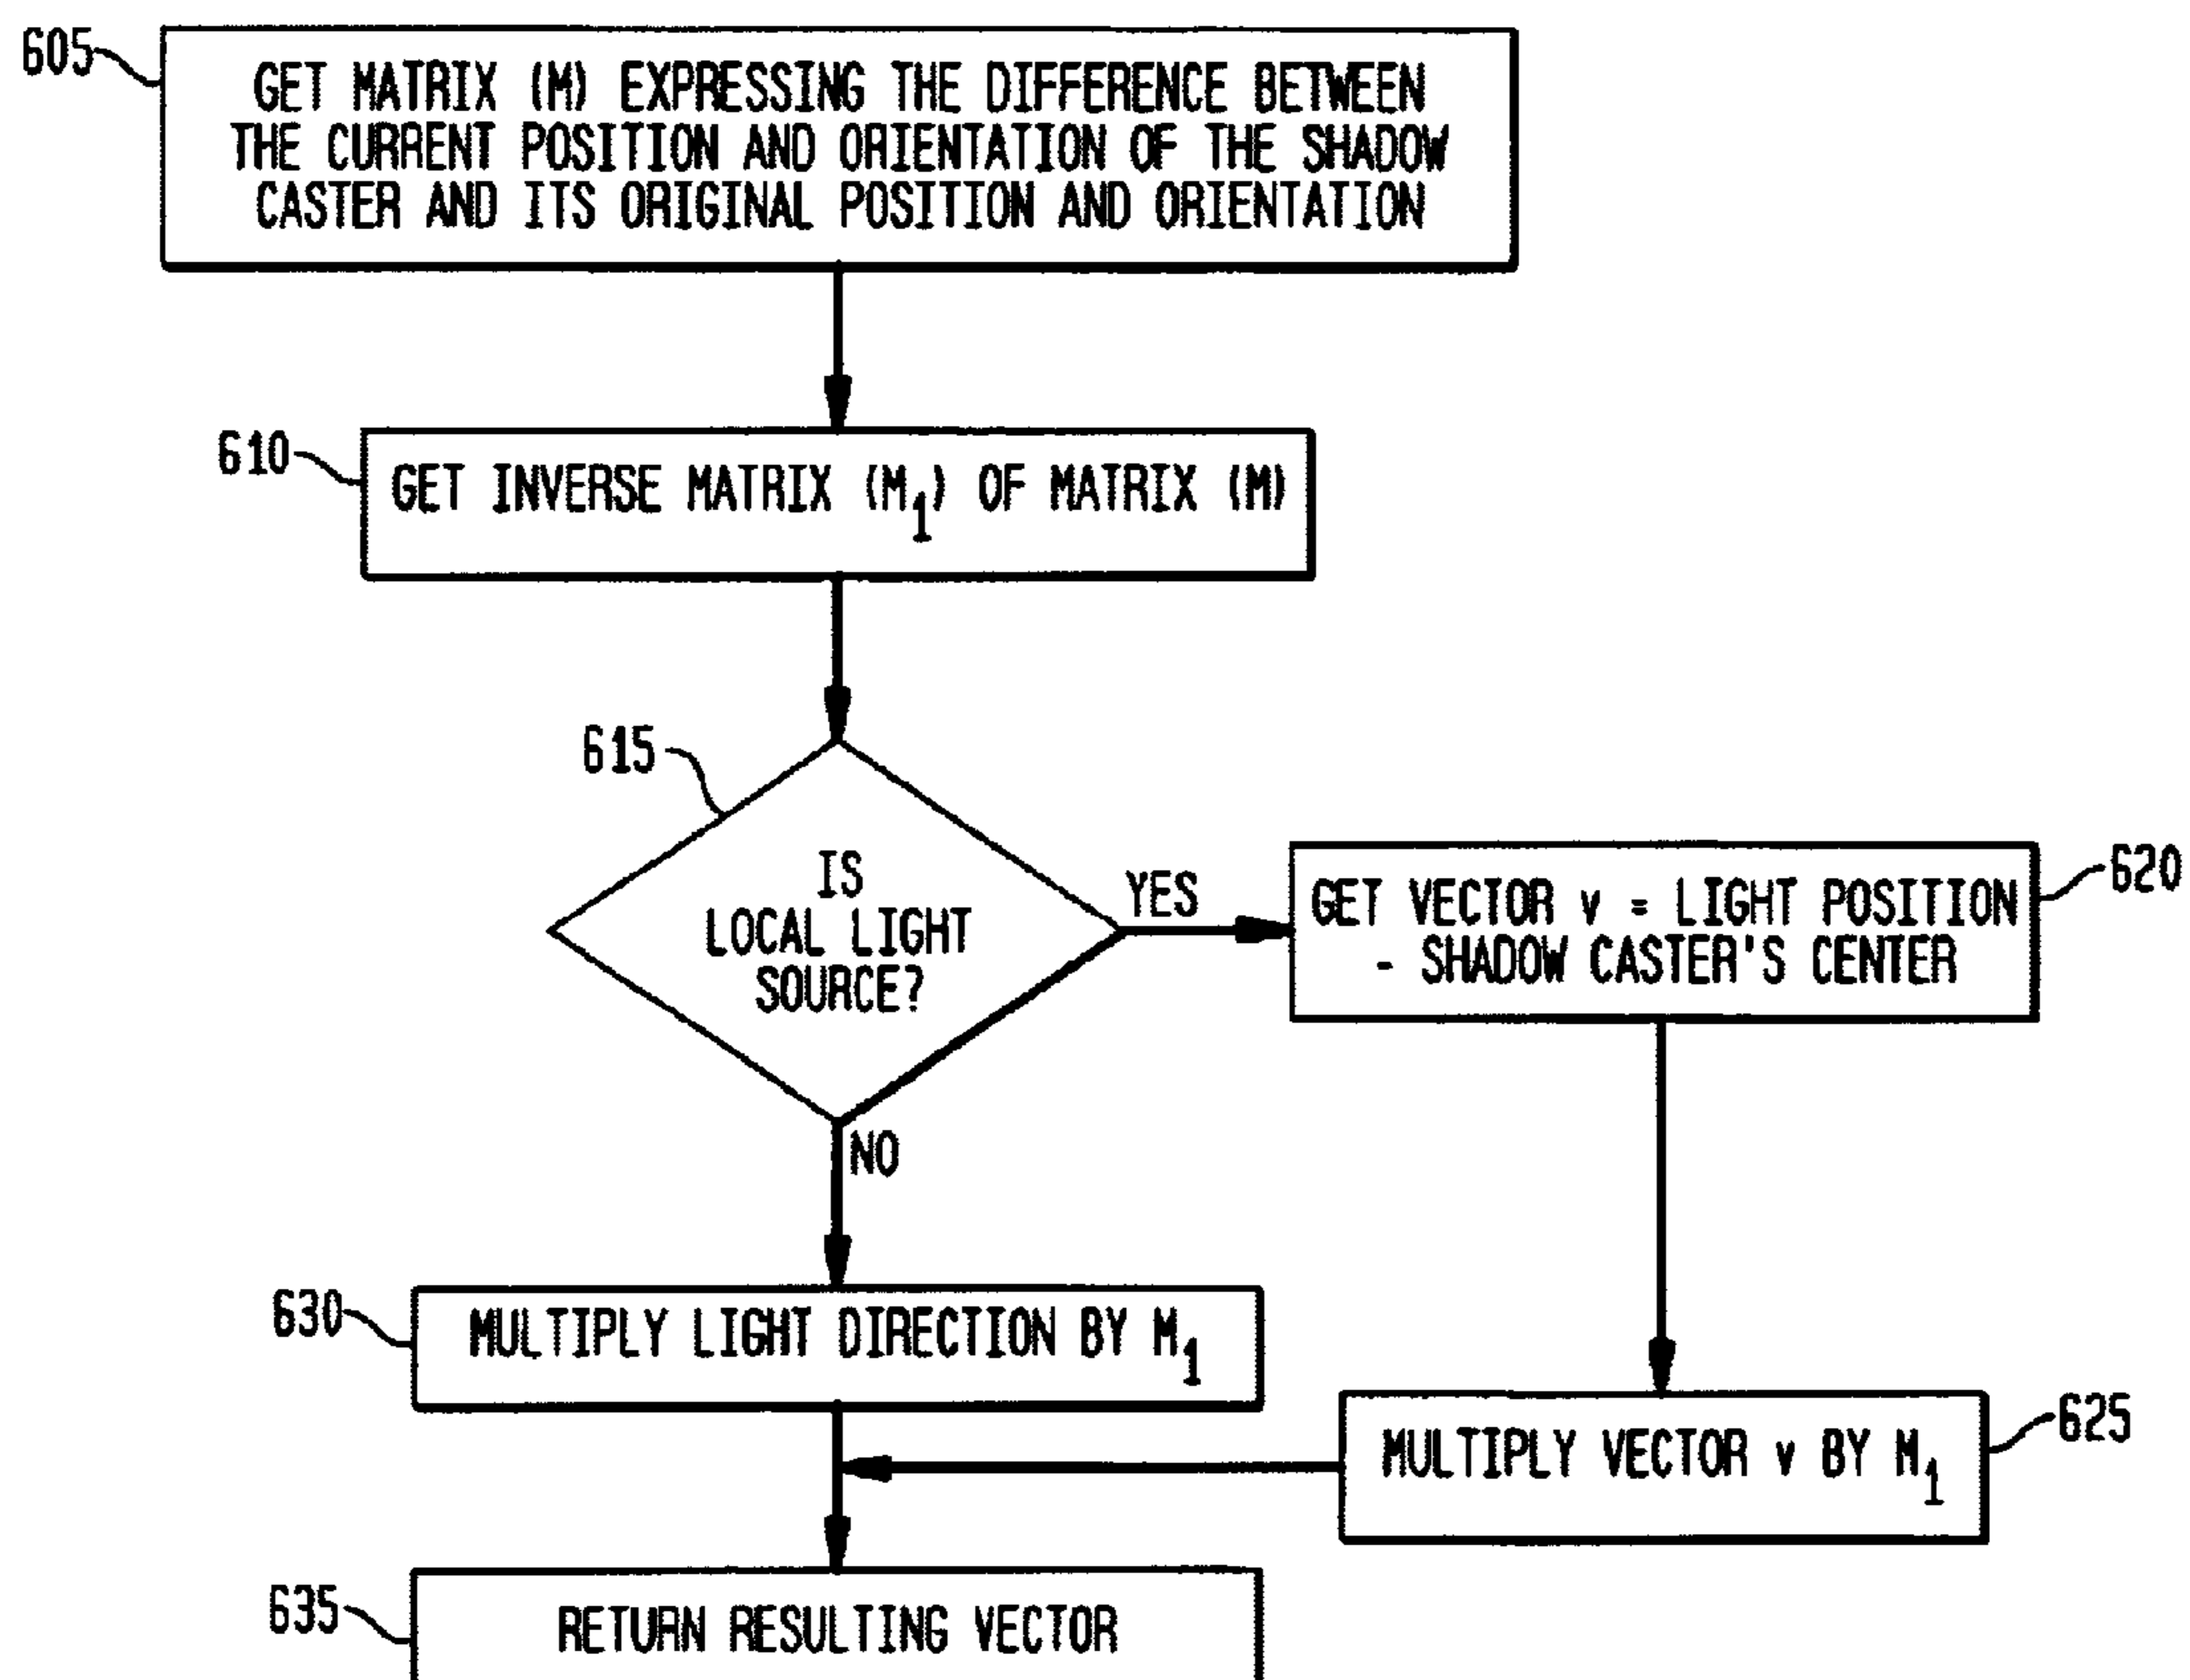 605
GET MATRIX (M) EXPRESSING THE DIFFERENCE BETWEEN
THE CURRENT POSITION AND ORIENTATION OF THE SHADOW
CASTER AND ITS ORIGINAL POSITION AND ORIENTATION
610
GET INVERSE MATRIX (M1) OF MATRIX (M)
615
IS
LOCAL LIGHT
SOURCE?
YES
620
GET VECTOR v = LIGHT POSITION
- SHADOW CASTER'S CENTER
NO
630
MULTIPLY LIGHT DIRECTION BY M1
625
MULTIPLY VECTOR v BY M1
635
RETURN RESULTING VECTOR